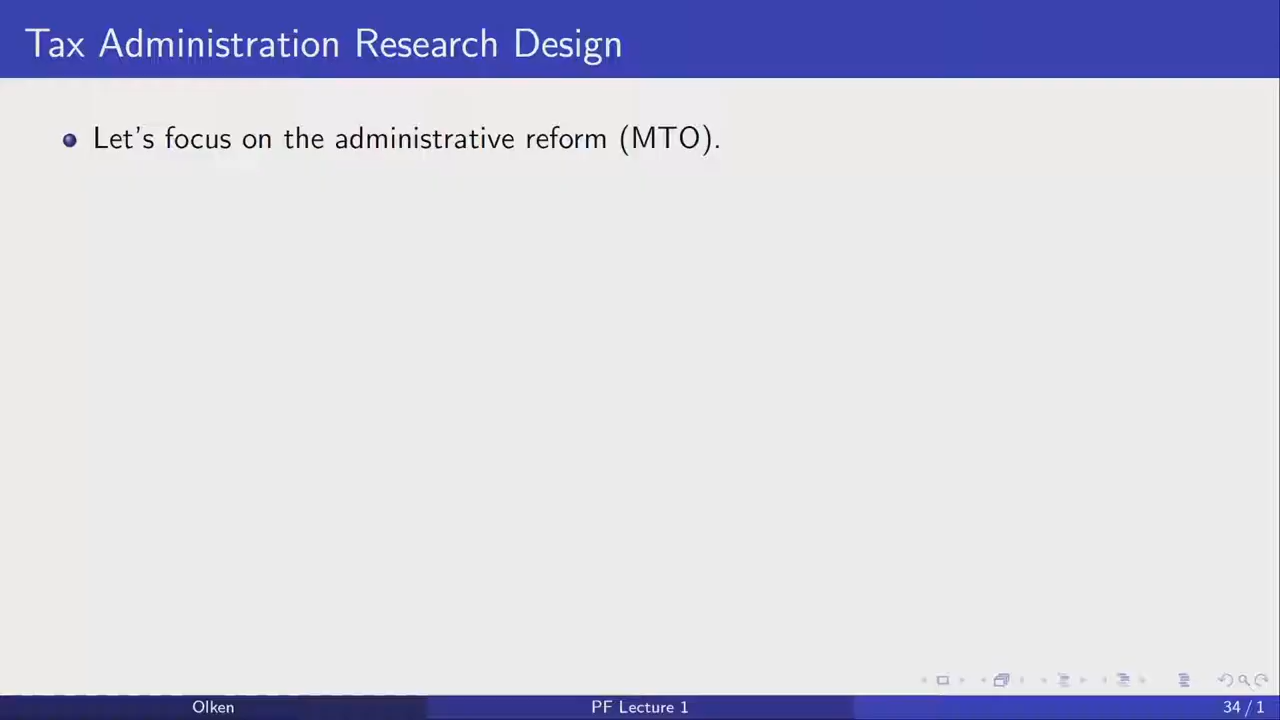 Tax Administration Research Design
Let's focus on the administrative reform (MTO).
Olken
PF Lecture 1
34 / 1